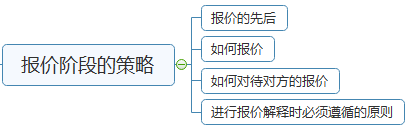 报价阶段的策略
报价的先后
如何报价
如何对待对方的报价
进行报价解释时必须遵循的原则